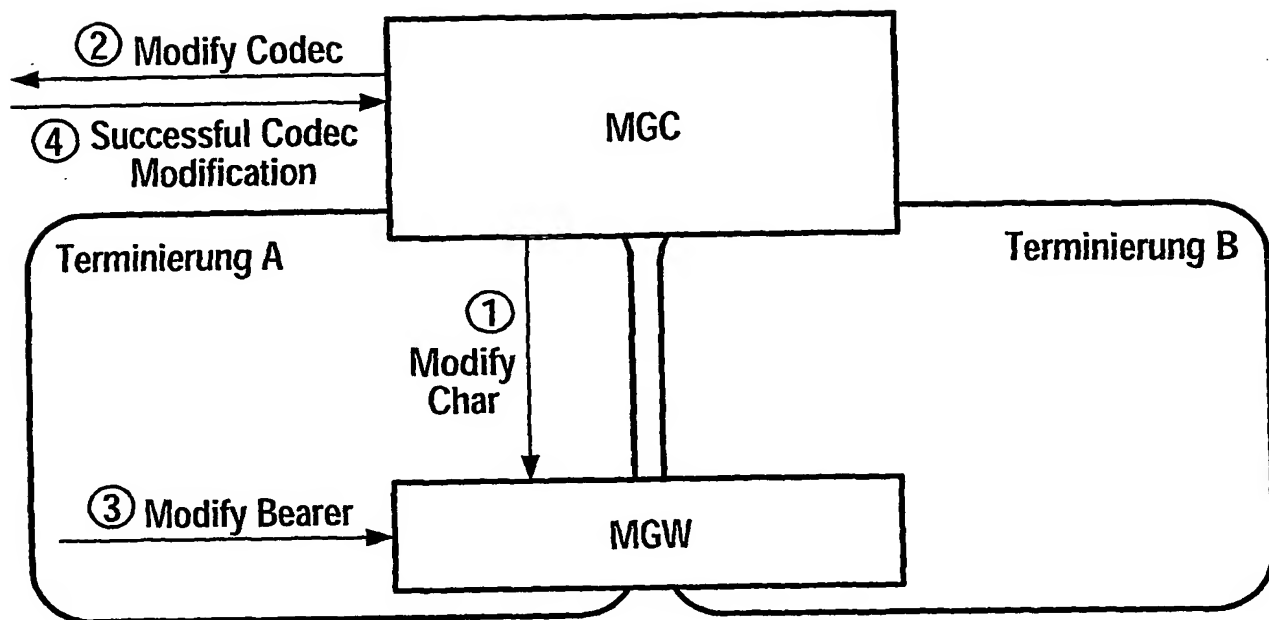 ② Modify Codec
④ Successful Codec
Modification
MGC
Terminierung A
Terminierung B
①
Modify
Char
③ Modify Bearer
MGW